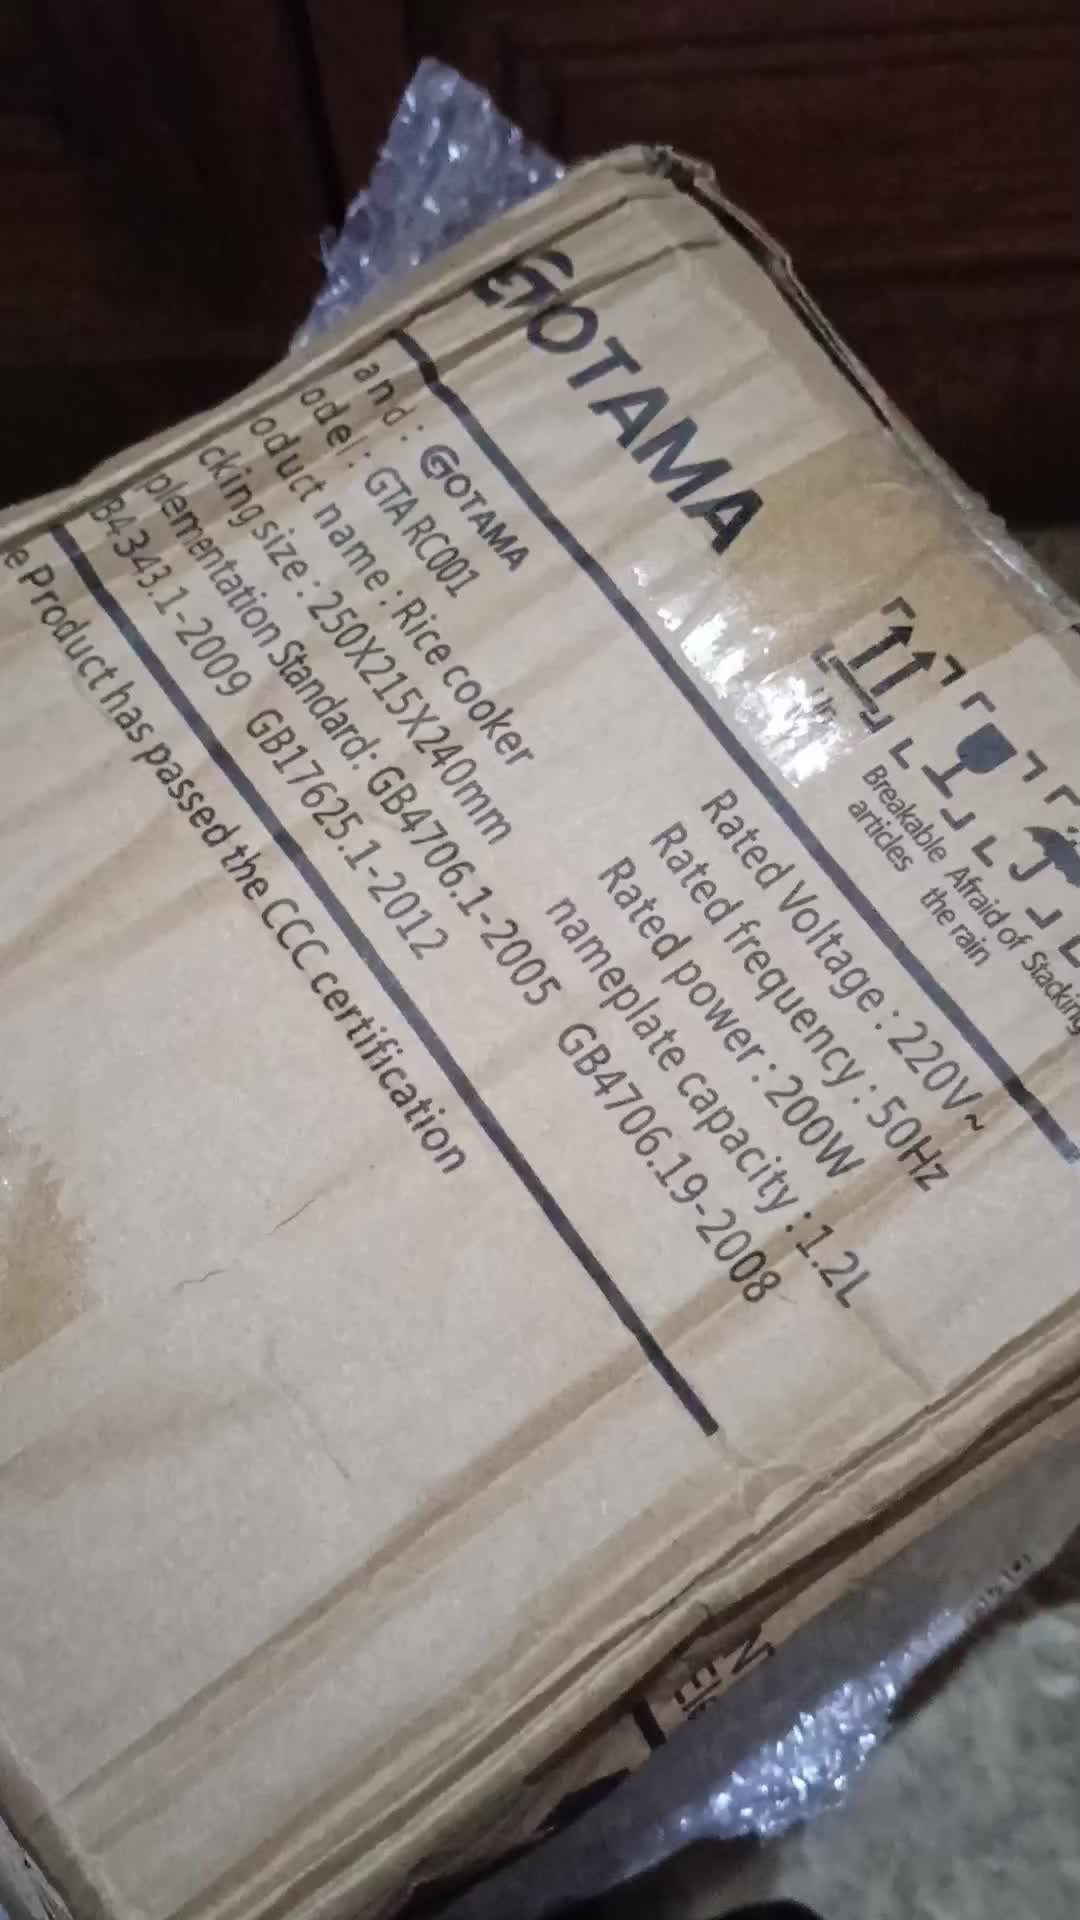 GOTAMA
Breakable articles
Afraid of the rain
Stacking
and : GOTAMA
odel : GTA RC001
oduct name : Rice cooker
cking size : 250X215X240mm
plementation Standard: GB4706.1-2005 GB4706.19-2008
B4343.1-2009 GB17625.1-2012
Rated Voltage : 220V~
Rated frequency : 50Hz
Rated power : 200W
nameplate capacity : 1.2L
e Product has passed the CCC certification